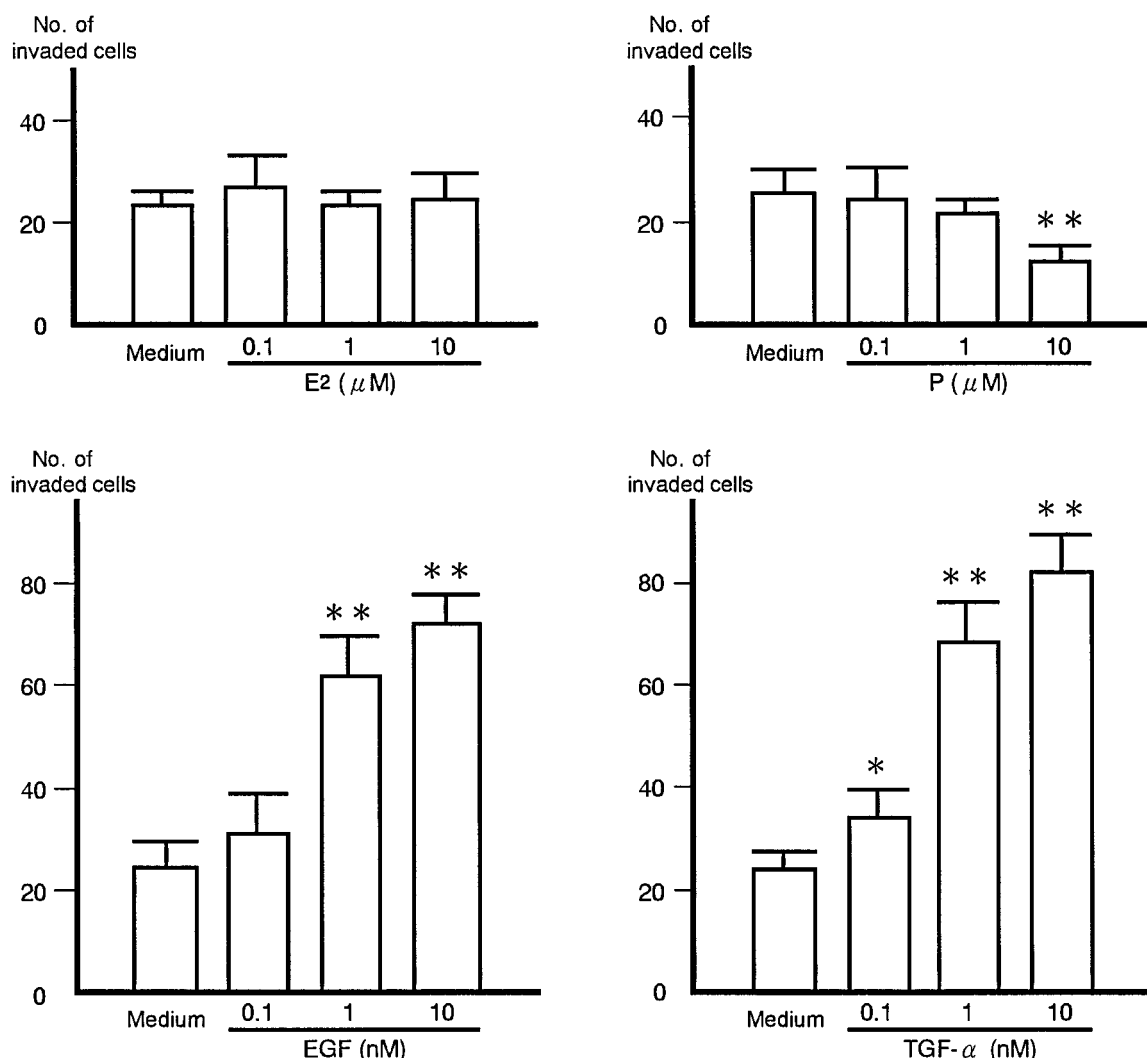 No. of
invaded cells
40
20
0
Medium
0.1
1
10
E2 ( μM)
No. of
invaded cells
40
20
0
* *
Medium
0.1
1
10
P ( μM)
No. of
invaded cells
80
60
40
20
0
* *
* *
Medium
0.1
1
10
EGF (nM)
No. of
invaded cells
80
60
40
20
0
*
* *
* *
Medium
0.1
1
10
TGF-α (nM)